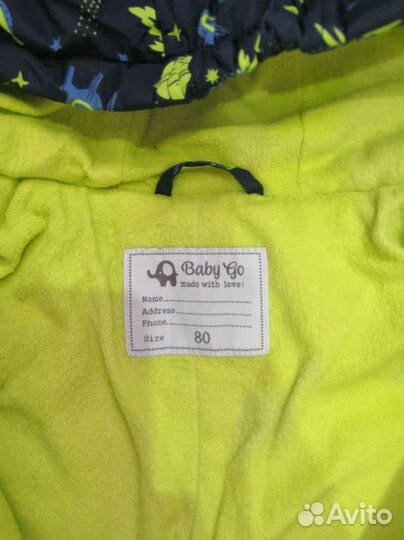 Baby Go
made with love!
Name
Address
Phone
Size 80
Avito